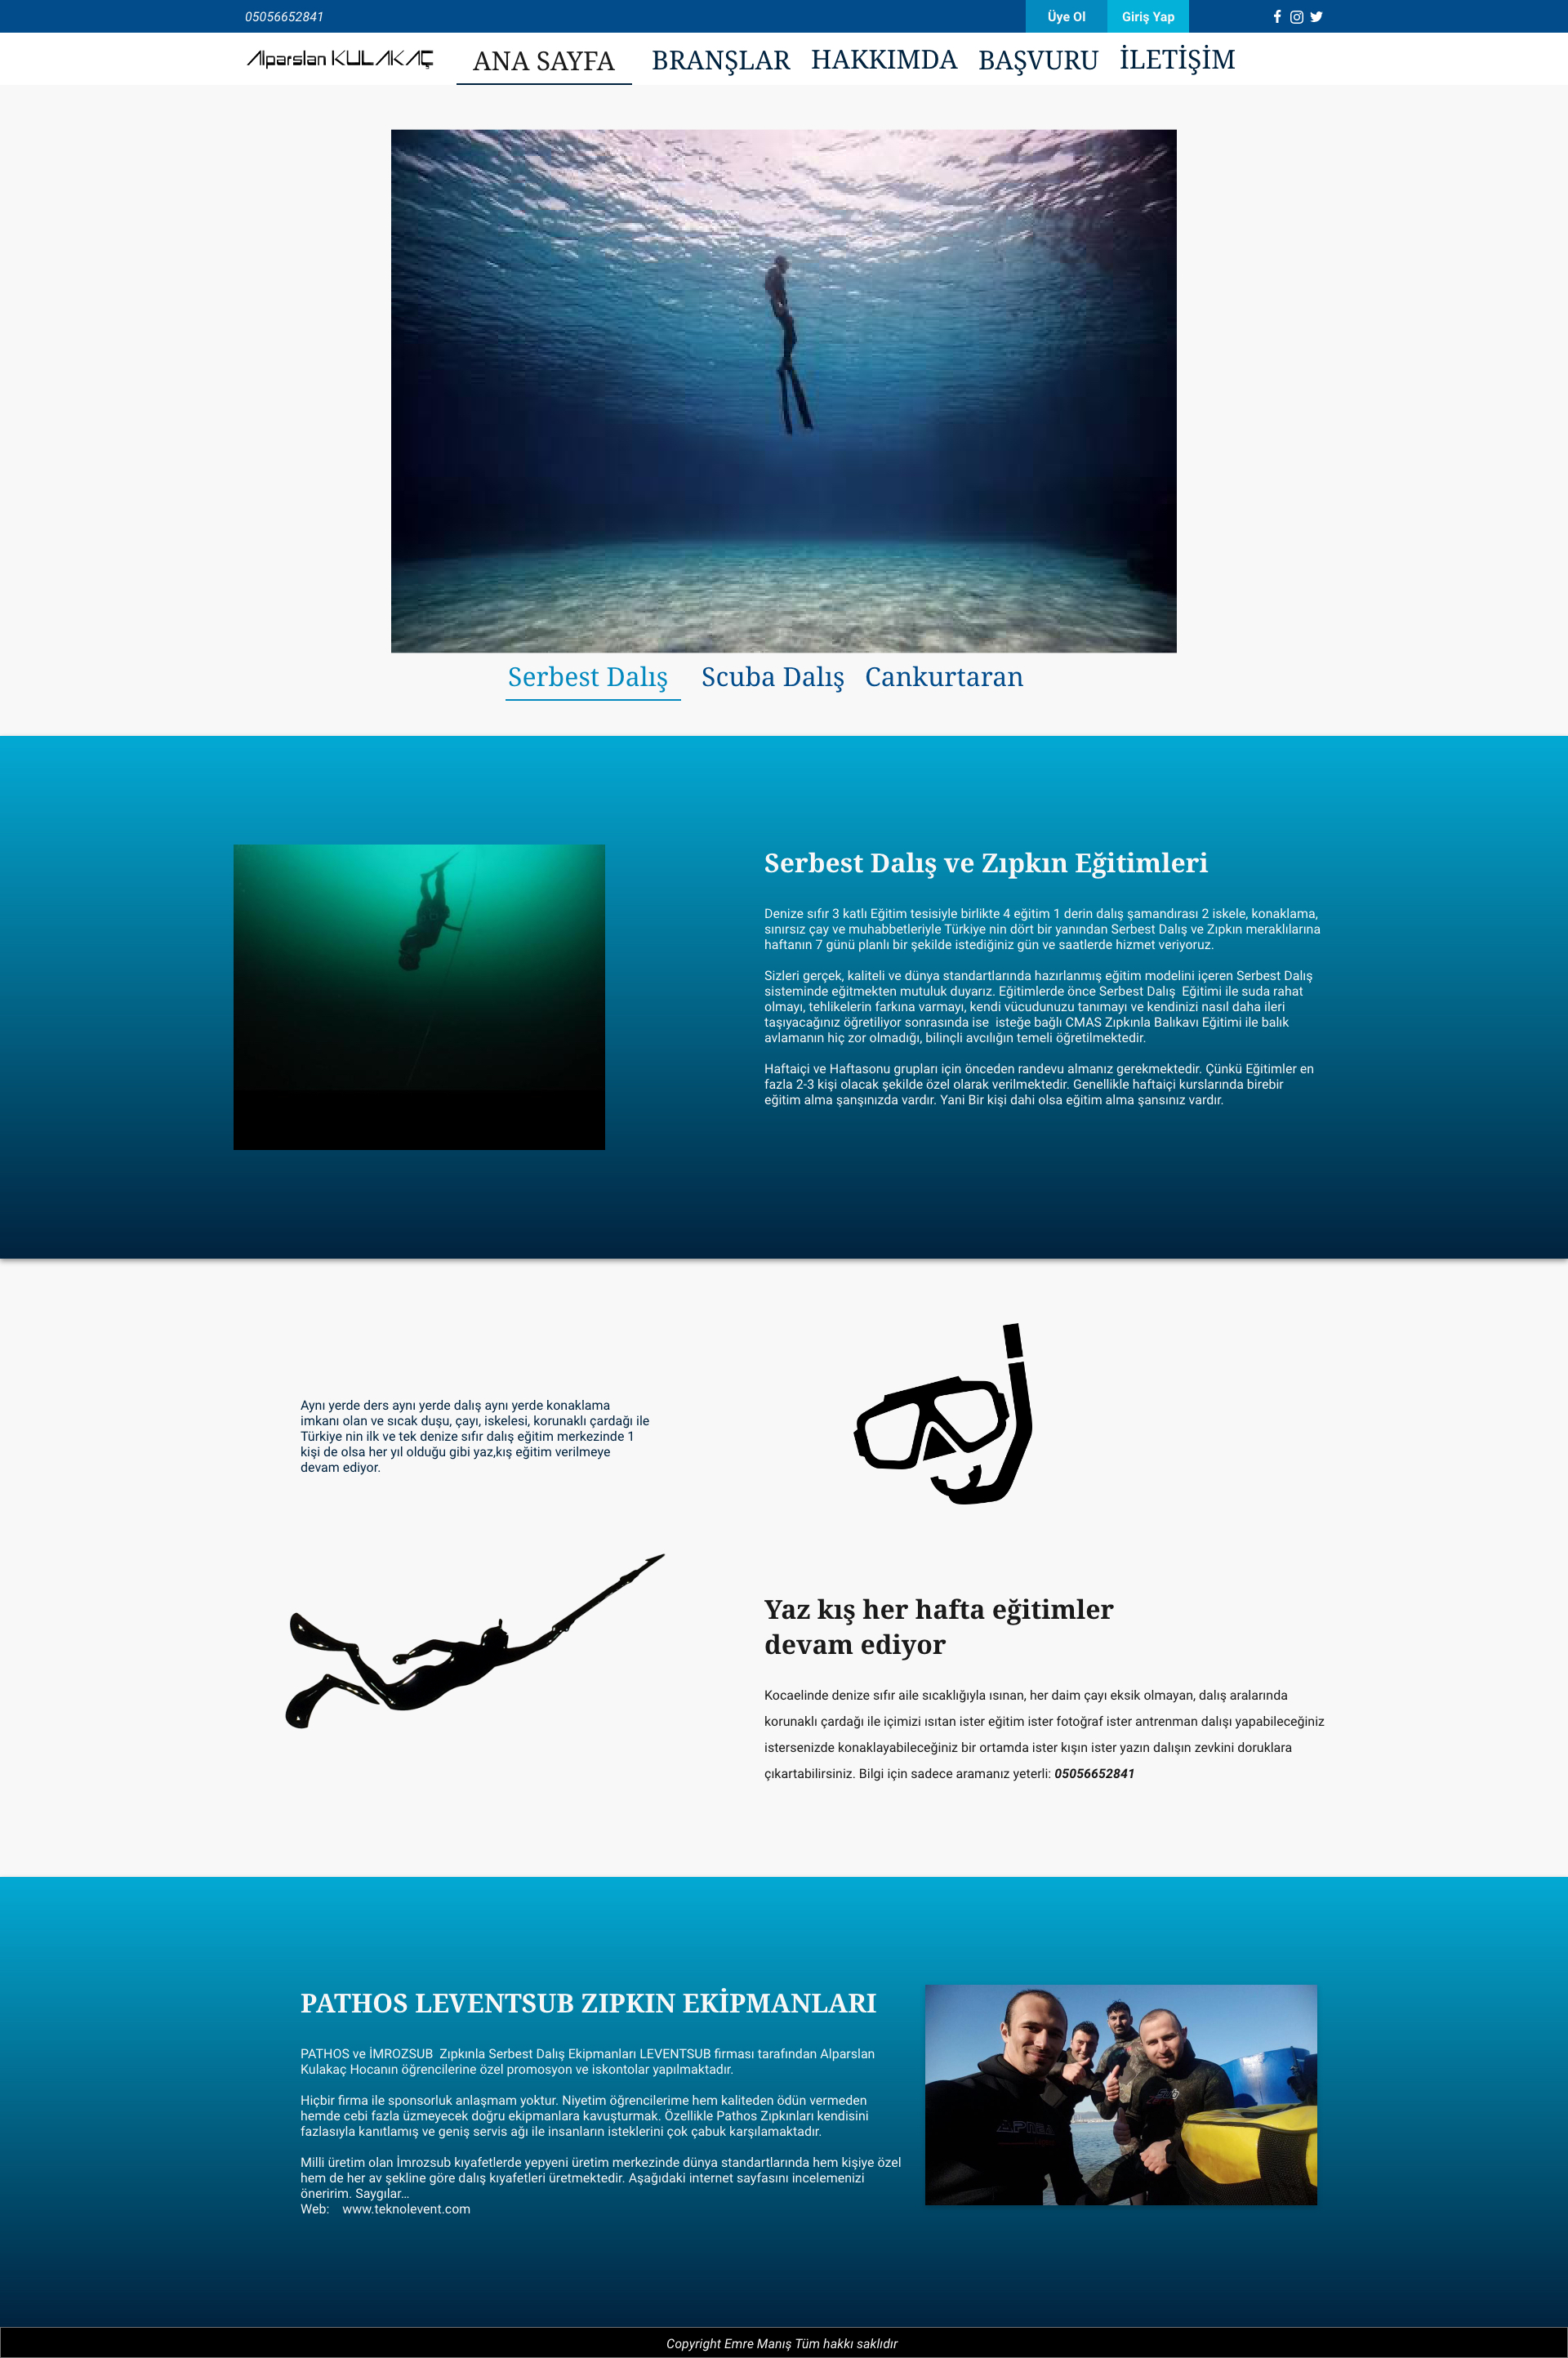 05056652841
Üye Ol
Giriş Yap
Alparslan KULAKAÇ
ANA SAYFA
BRANŞLAR
HAKKIMDA
BAŞVURU
İLETİŞİM
Serbest Dalış
Scuba Dalış
Cankurtaran
Serbest Dalış ve Zıpkın Eğitimleri
Denize sıfır 3 katlı Eğitim tesisiyle birlikte 4 eğitim 1 derin dalış şamandırası 2 iskele, konaklama,
sınırsız çay ve muhabbetleriyle Türkiye nin dört bir yanından Serbest Dalış ve Zıpkın meraklılarına
haftanın 7 günü planlı bir şekilde istediğiniz gün ve saatlerde hizmet veriyoruz.
Sizleri gerçek, kaliteli ve dünya standartlarında hazırlanmış eğitim modelini içeren Serbest Dalış
sisteminde eğitmekten mutuluk duyarız. Eğitimlerde önce Serbest Dalış  Eğitimi ile suda rahat
olmayı, tehlikelerin farkına varmayı, kendi vücudunuzu tanımayı ve kendinizi nasıl daha ileri
taşıyacağınız öğretiliyor sonrasında ise  isteğe bağlı CMAS Zıpkınla Balıkavı Eğitimi ile balık
avlamanın hiç zor olmadığı, bilinçli avcılığın temeli öğretilmektedir.
Haftaiçi ve Haftasonu grupları için önceden randevu almanız gerekmektedir. Çünkü Eğitimler en
fazla 2-3 kişi olacak şekilde özel olarak verilmektedir. Genellikle haftaiçi kurslarında birebir
eğitim alma şanşınızda vardır. Yani Bir kişi dahi olsa eğitim alma şansınız vardır.
Aynı yerde ders aynı yerde dalış aynı yerde konaklama
imkanı olan ve sıcak duşu, çayı, iskelesi, korunaklı çardağı ile
Türkiye nin ilk ve tek denize sıfır dalış eğitim merkezinde 1
kişi de olsa her yıl olduğu gibi yaz,kış eğitim verilmeye
devam ediyor.
Yaz kış her hafta eğitimler
devam ediyor
Kocaelinde denize sıfır aile sıcaklığıyla ısınan, her daim çayı eksik olmayan, dalış aralarında
korunaklı çardağı ile içimizi ısıtan ister eğitim ister fotoğraf ister antrenman dalışı yapabileceğiniz
istersenizde konaklayabileceğiniz bir ortamda ister kışın ister yazın dalışın zevkini doruklara
çıkartabilirsiniz. Bilgi için sadece aramanız yeterli: 05056652841
PATHOS LEVENTSUB ZIPKIN EKİPMANLARI
PATHOS ve İMROZSUB  Zıpkınla Serbest Dalış Ekipmanları LEVENTSUB firması tarafından Alparslan
Kulakaç Hocanın öğrencilerine özel promosyon ve iskontolar yapılmaktadır.
Hiçbir firma ile sponsorluk anlaşmam yoktur. Niyetim öğrencilerime hem kaliteden ödün vermeden
hemde cebi fazla üzmeyecek doğru ekipmanlara kavuşturmak. Özellikle Pathos Zıpkınları kendisini
fazlasıyla kanıtlamış ve geniş servis ağı ile insanların isteklerini çok çabuk karşılamaktadır.
Milli üretim olan İmrozsub kıyafetlerde yepyeni üretim merkezinde dünya standartlarında hem kişiye özel
hem de her av şekline göre dalış kıyafetleri üretmektedir. Aşağıdaki internet sayfasını incelemenizi
öneririm. Saygılar…
Web:    www.teknolevent.com
Copyright Emre Manış Tüm hakkı saklıdır